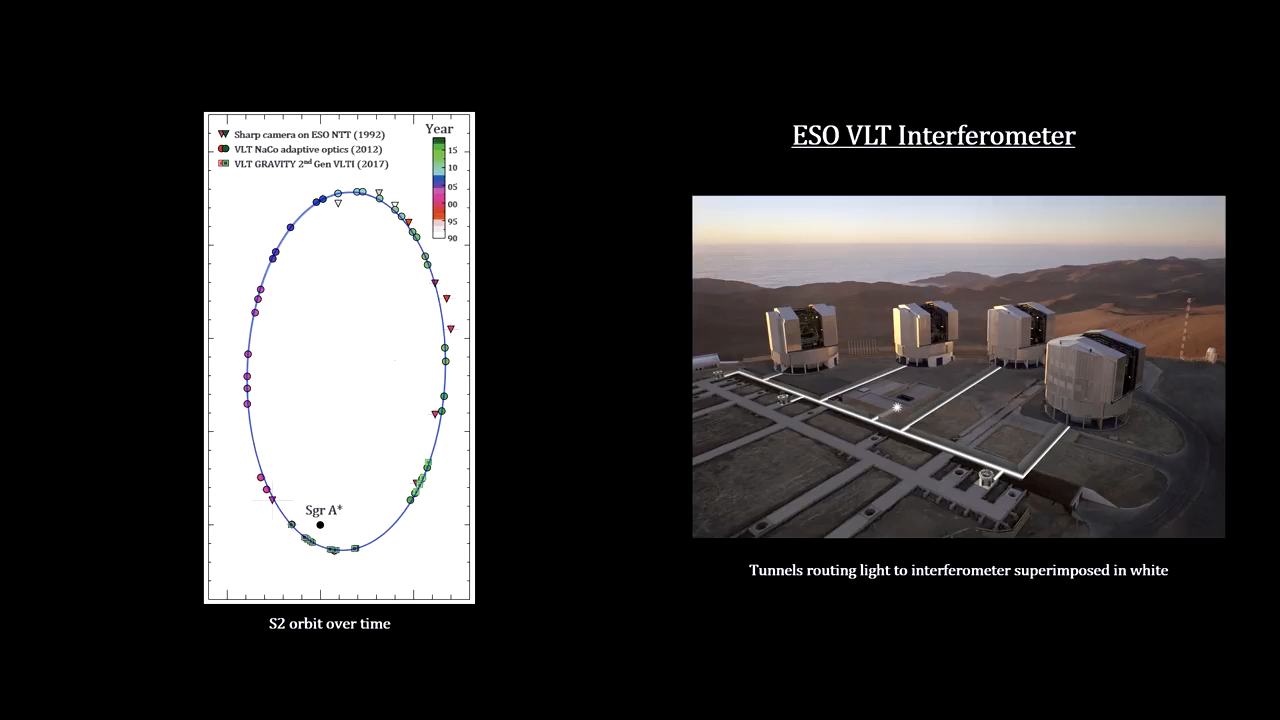 Sharp camera on ESO NTT (1992)
VLT NaCo adaptive optics (2012)
VLT GRAVITY 2nd Gen VLTI (2017)
Year
15
10
05
00
95
90
Sgr A*
S2 orbit over time
ESO VLT Interferometer
Tunnels routing light to interferometer superimposed in white